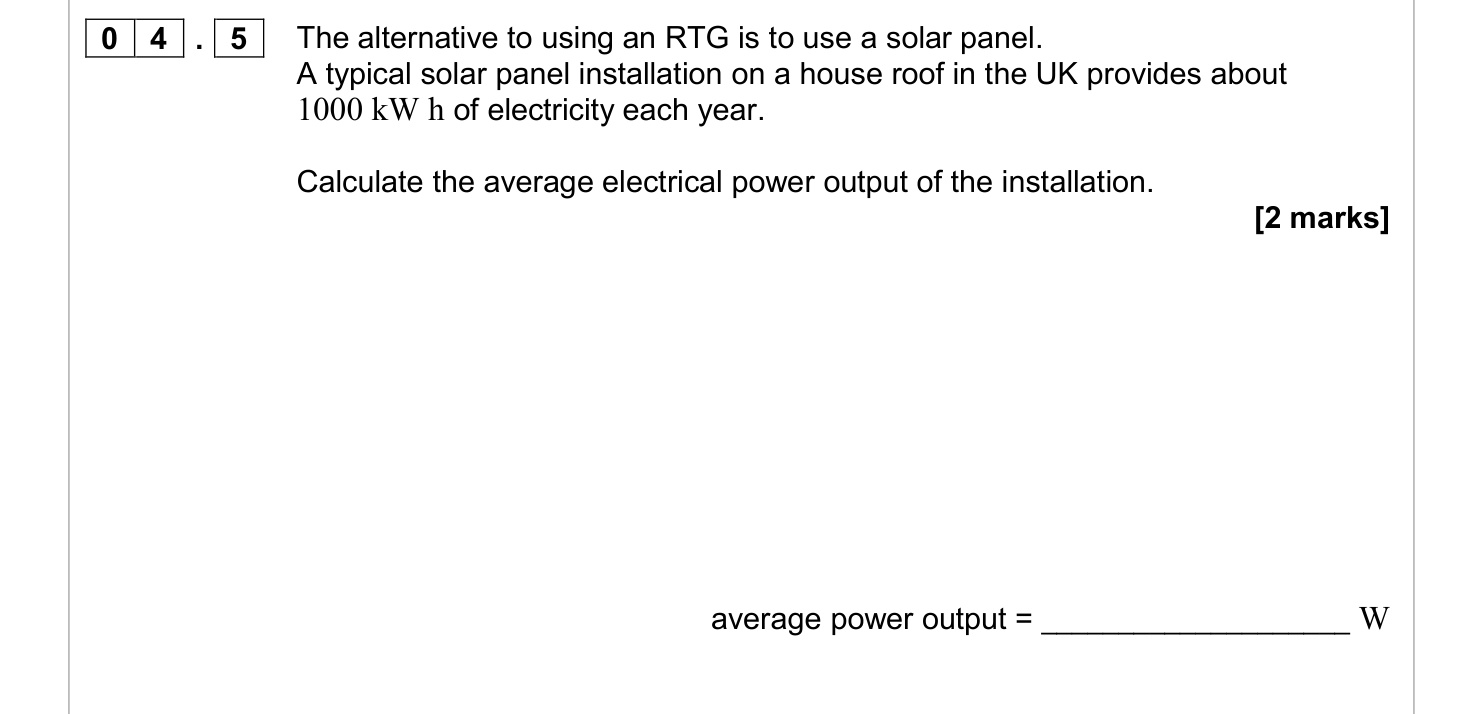 0 4 . 5 The alternative to using an RTG is to use a solar panel.
A typical solar panel installation on a house roof in the UK provides about
1000 kW h of electricity each year.
Calculate the average electrical power output of the installation.
[2 marks]
average power output = ____________________ W